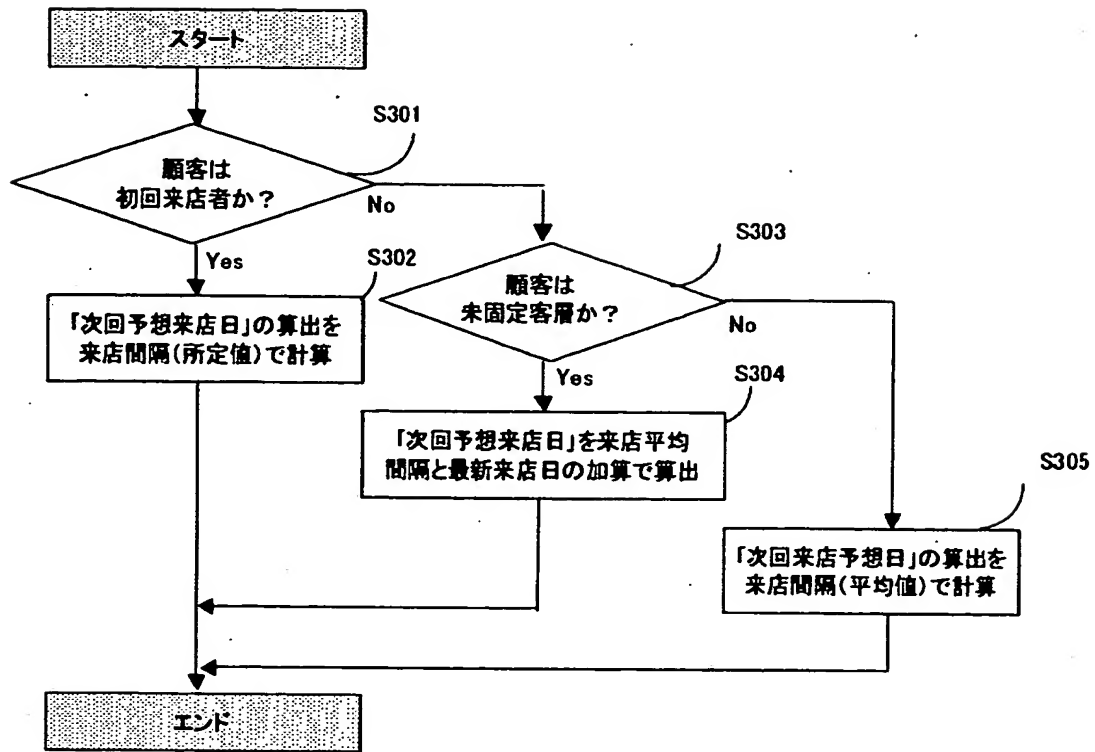 スタート
S301
顧客は
初回来店者か？
No
Yes
S302
「次回予想来店日」の算出を
来店間隔(所定値)で計算
S303
顧客は
未固定客層か？
No
Yes
S304
「次回予想来店日」を来店平均
間隔と最新来店日の加算で算出
S305
「次回来店予想日」の算出を
来店間隔(平均値)で計算
エンド